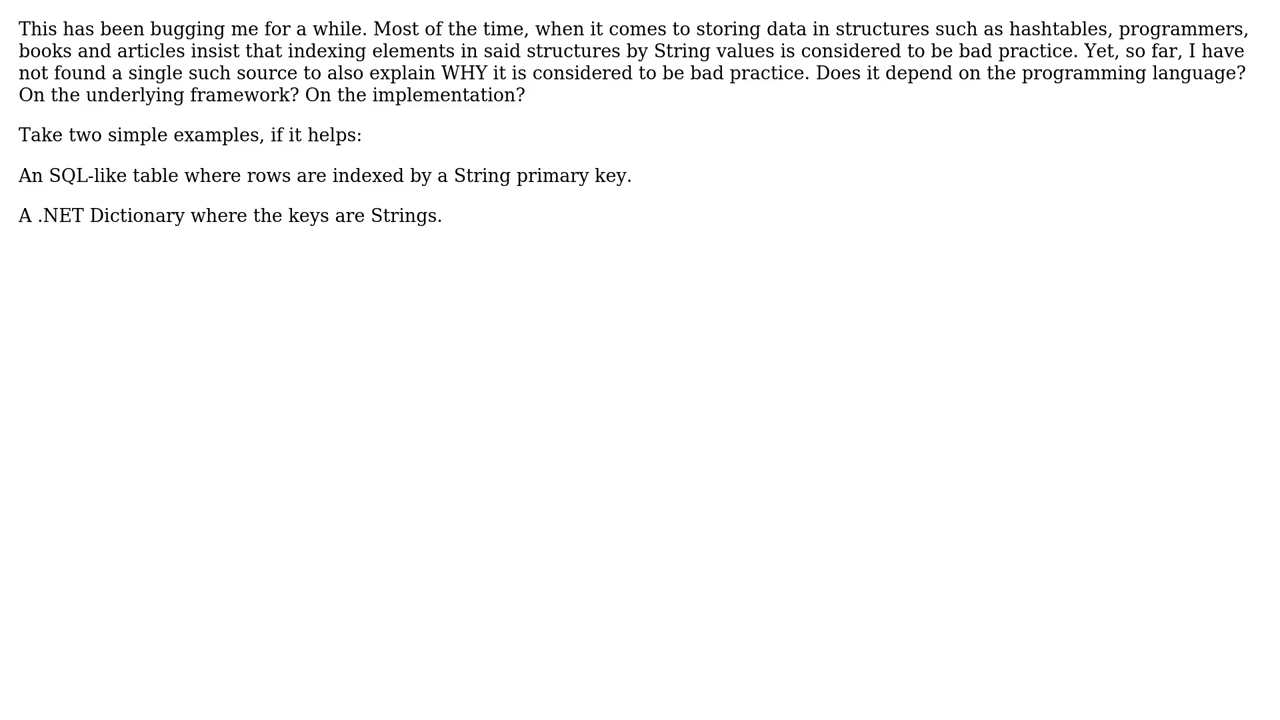 This has been bugging me for a while. Most of the time, when it comes to storing data in structures such as hashtables, programmers,
books and articles insist that indexing elements in said structures by String values is considered to be bad practice. Yet, so far, I have
not found a single such source to also explain WHY it is considered to be bad practice. Does it depend on the programming language?
On the underlying framework? On the implementation?
Take two simple examples, if it helps:
An SQL-like table where rows are indexed by a String primary key.
A .NET Dictionary where the keys are Strings.